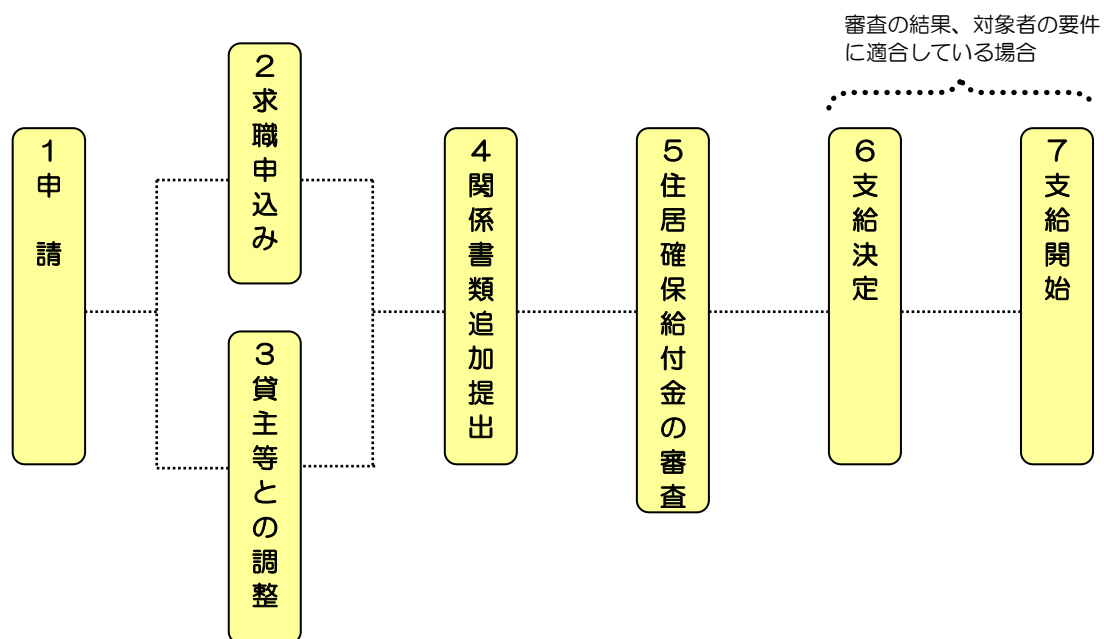 審査の結果、対象者の要件
に適合している場合
1申 請
2求職申込み
3貸主等との調整
4関係書類追加提出
5住居確保給付金の審査
6支給決定
7支給開始